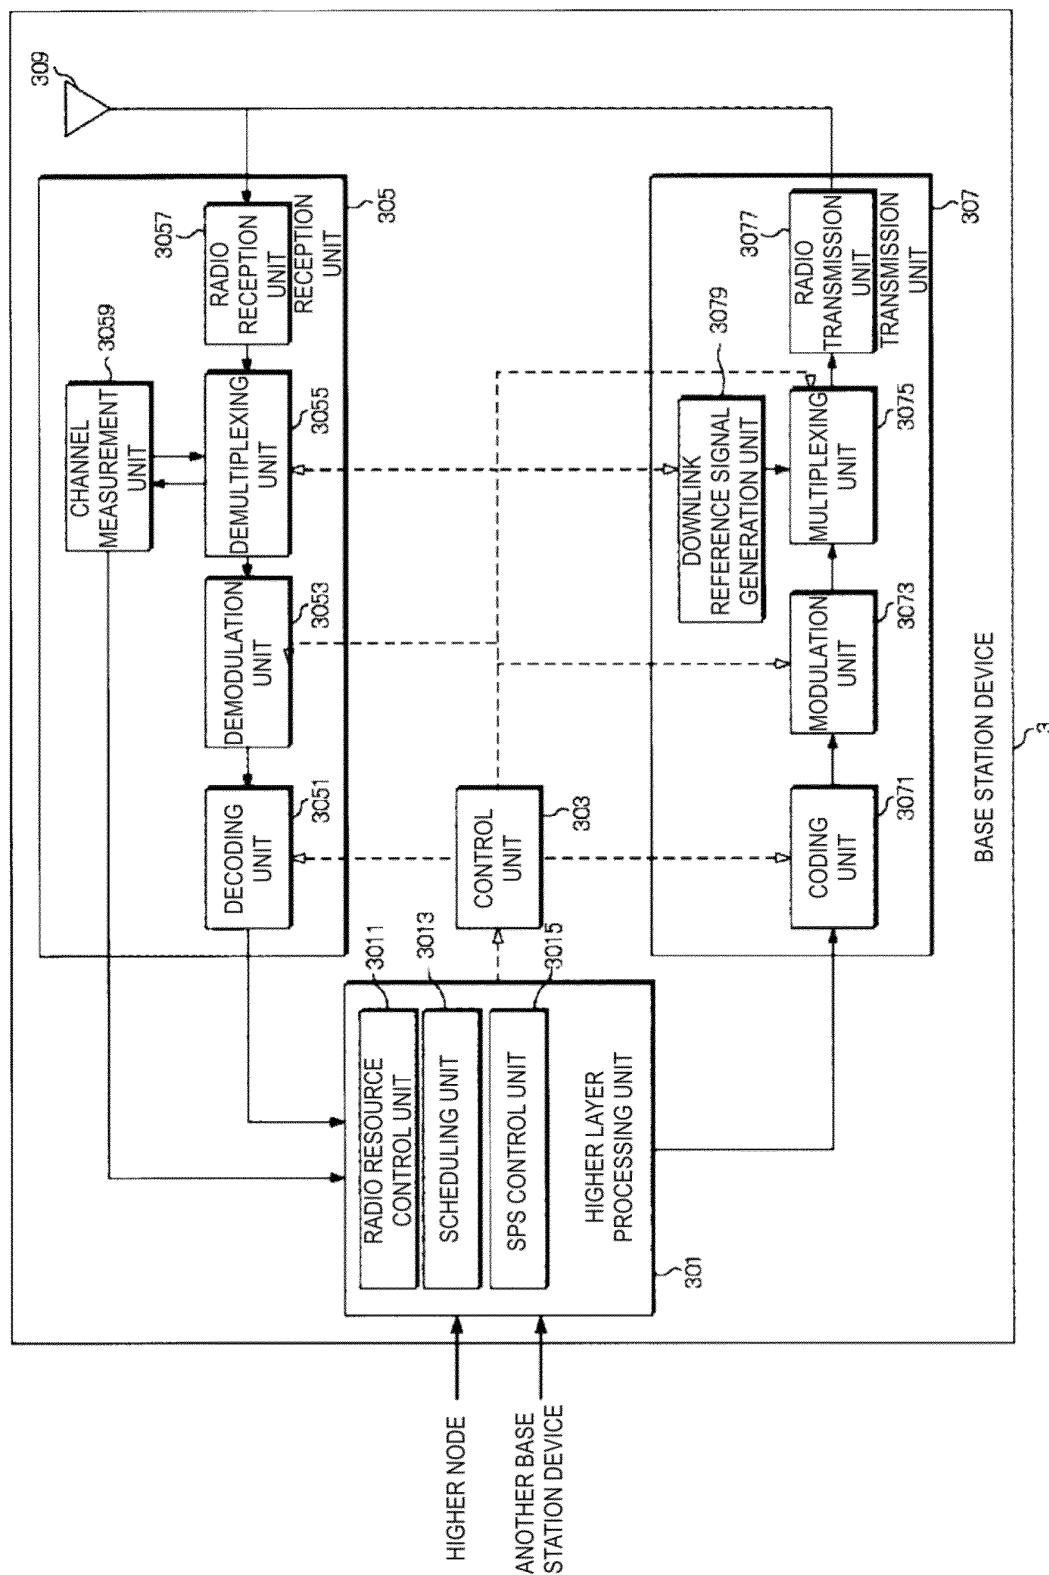 309
3057
RADIO
RECEPTION
UNIT
RECEPTION
UNIT
305
3059
CHANNEL
MEASUREMENT
UNIT
DEMULTIPLEXING
UNIT
3055
DEMODULATION
UNIT
3053
DECODING
UNIT
3051
CONTROL
UNIT
303
3011
RADIO RESOURCE
CONTROL UNIT
3013
SCHEDULING UNIT
3015
SPS CONTROL UNIT
HIGHER LAYER
PROCESSING UNIT
301
HIGHER NODE
ANOTHER BASE
STATION DEVICE
3077
RADIO
TRANSMISSION
UNIT
TRANSMISSION
UNIT
307
3079
DOWNLINK
REFERENCE SIGNAL
GENERATION UNIT
MULTIPLEXING
UNIT
3075
MODULATION
UNIT
3073
CODING
UNIT
3071
BASE STATION DEVICE
3